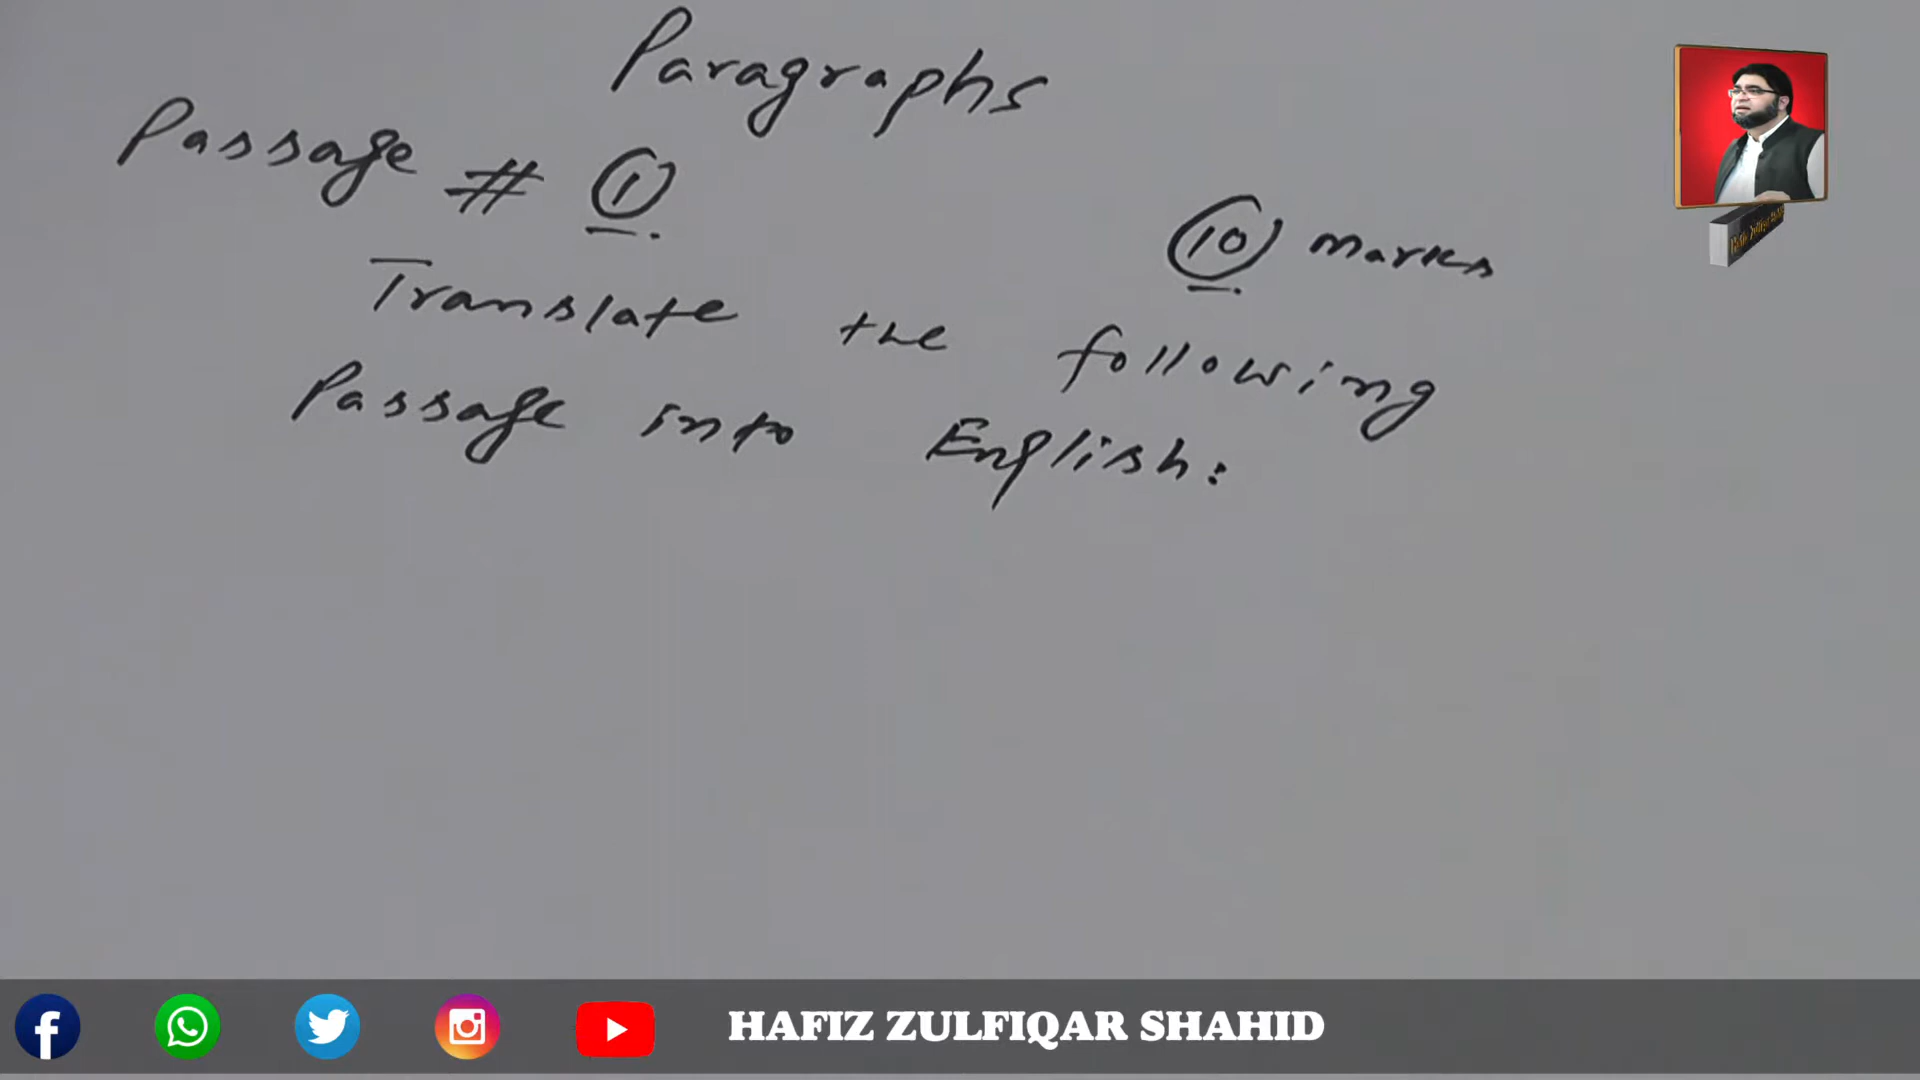 Paragraphs
Passage # 1
10 marks
Translate the following
Passage into English:
HAFIZ ZULFIQAR SHAHID